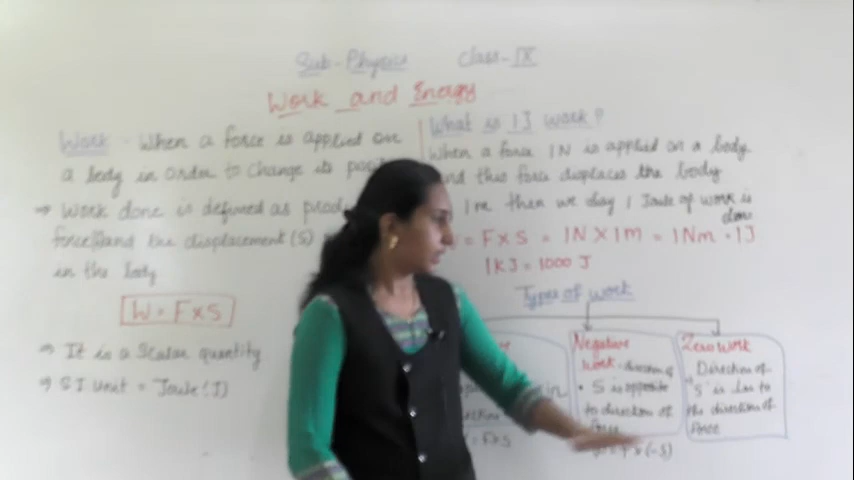 Sub-Physics Class-IX
Work and Energy
Work - When a force is applied on
a body in order to change its
→ Work done is defined as
force and the displacement (S)
in the body
W = F×S
⇒ It is a Scalar quantity
⇒ SI Unit = Joule (J)
What is 1J work?
When a force 1N is applied on a body
and this force displaces the body
1m then we say 1 Joule of work is
done
= F×S = 1N×1m = 1Nm = 1J
1KJ = 1000 J
Types of work
Negative
work - direction of
• S is opposite
to direction of
force
F×(-S)
in
F×S
Zero work
Direction of
'S' is
the direction of
force